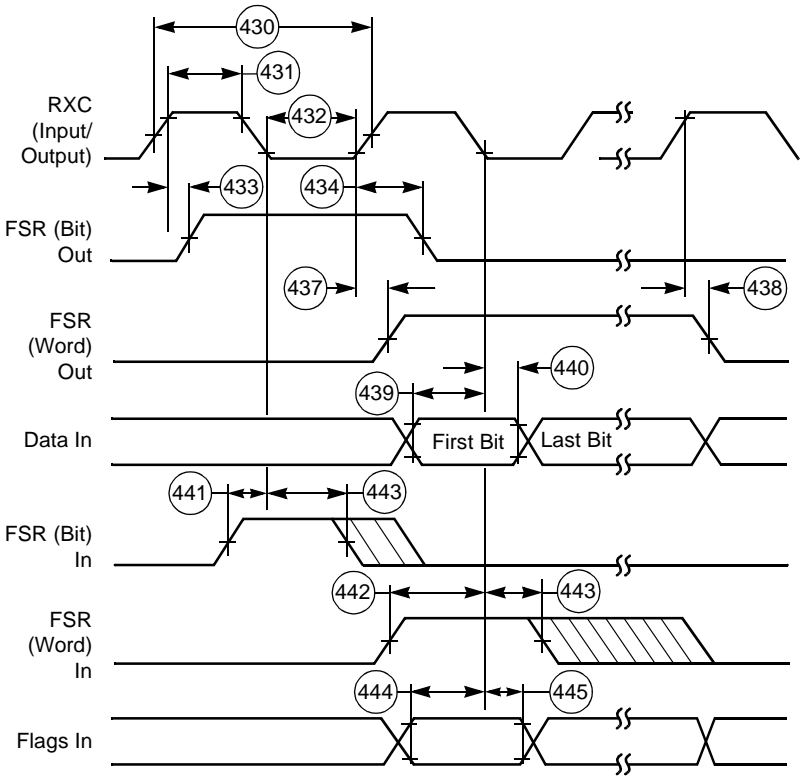 430
431
RXC
(Input/
Output)
432
433
434
FSR (Bit)
Out
437
438
FSR
(Word)
Out
440
439
Data In
First Bit
Last Bit
441
443
FSR (Bit)
In
442
443
FSR
(Word)
In
444
445
Flags In